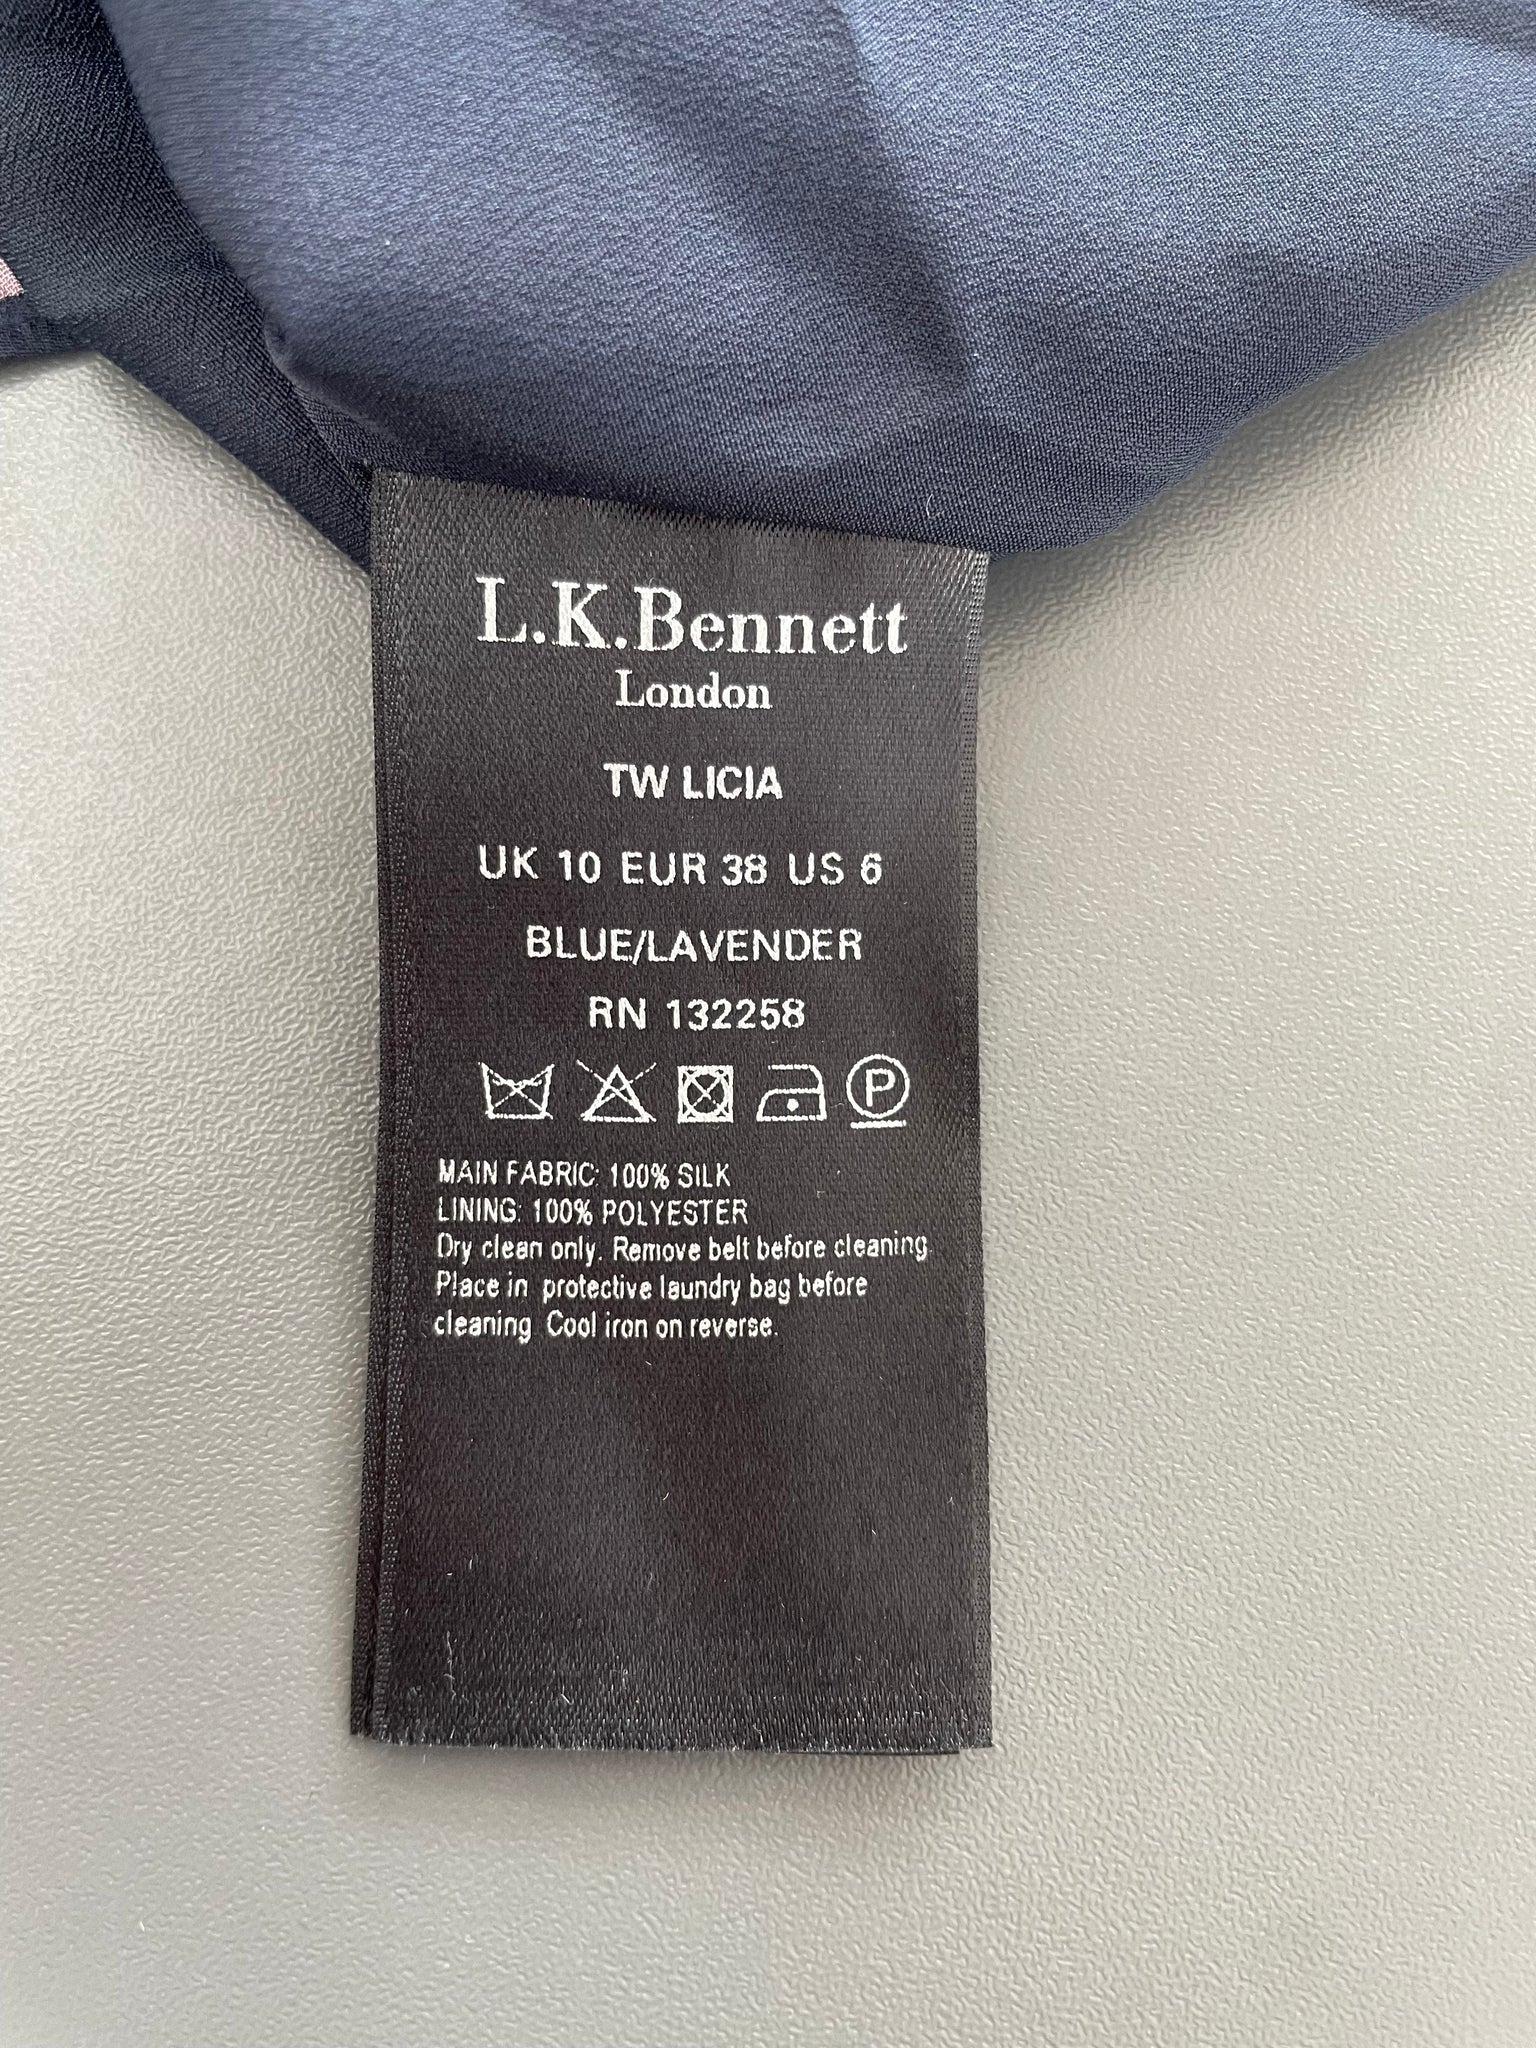 L.K.Bennett
London
TW LICIA
UK 10 EUR 38 US 6
BLUE/LAVENDER
RN 132258
P
MAIN FABRIC: 100% SILK
LINING: 100% POLYESTER
Dry clean only. Remove belt before cleaning.
Place in protective laundry bag before
cleaning. Cool iron on reverse.